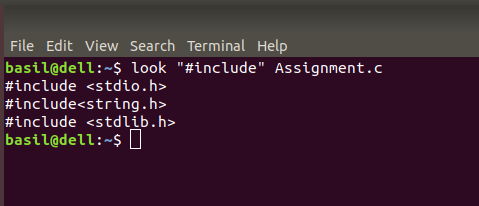 File Edit View Search Terminal Help
basil@dell:~$ look "#include" Assignment.c
#include <stdio.h>
#include<string.h>
#include <stdlib.h>
basil@dell:~$